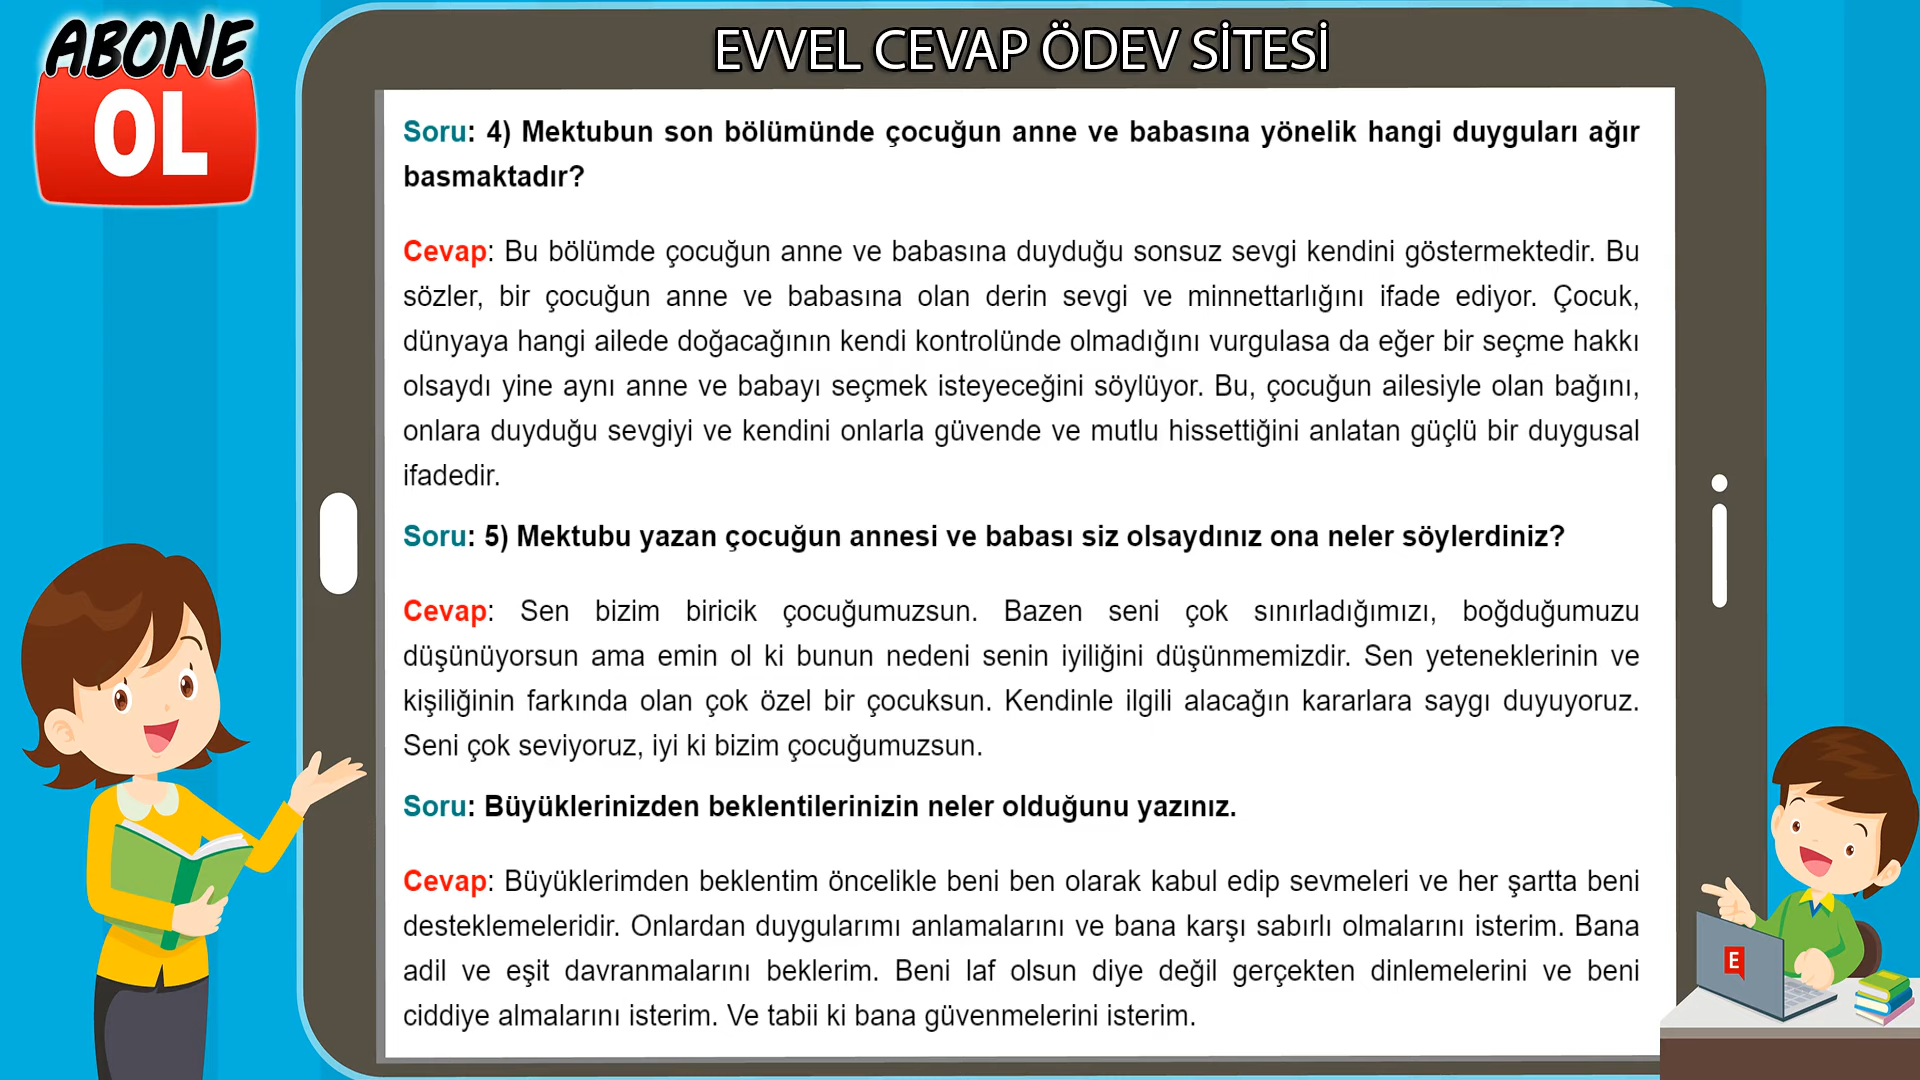 ABONE
OL
EVVEL CEVAP ÖDEV SİTESİ
Soru: 4) Mektubun son bölümünde çocuğun anne ve babasına yönelik hangi duyguları ağır
basmaktadır?
Cevap: Bu bölümde çocuğun anne ve babasına duyduğu sonsuz sevgi kendini göstermektedir. Bu
sözler, bir çocuğun anne ve babasına olan derin sevgi ve minnettarlığını ifade ediyor. Çocuk,
dünyaya hangi ailede doğacağının kendi kontrolünde olmadığını vurgulasa da eğer bir seçme hakkı
olsaydı yine aynı anne ve babayı seçmek isteyeceğini söylüyor. Bu, çocuğun ailesiyle olan bağını,
onlara duyduğu sevgiyi ve kendini onlarla güvende ve mutlu hissettiğini anlatan güçlü bir duygusal
ifadedir.
Soru: 5) Mektubu yazan çocuğun annesi ve babası siz olsaydınız ona neler söylerdiniz?
Cevap: Sen bizim biricik çocuğumuzsun. Bazen seni çok sınırladığımızı, boğduğumuzu
düşünüyorsun ama emin ol ki bunun nedeni senin iyiliğini düşünmemizdir. Sen yeteneklerinin ve
kişiliğinin farkında olan çok özel bir çocuksun. Kendinle ilgili alacağın kararlara saygı duyuyoruz.
Seni çok seviyoruz, iyi ki bizim çocuğumuzsun.
Soru: Büyüklerinizden beklentilerinizin neler olduğunu yazınız.
Cevap: Büyüklerimden beklentim öncelikle beni ben olarak kabul edip sevmeleri ve her şartta beni
desteklemeleridir. Onlardan duygularımı anlamalarını ve bana karşı sabırlı olmalarını isterim. Bana
adil ve eşit davranmalarını beklerim. Beni laf olsun diye değil gerçekten dinlemelerini ve beni
ciddiye almalarını isterim. Ve tabii ki bana güvenmelerini isterim.
E